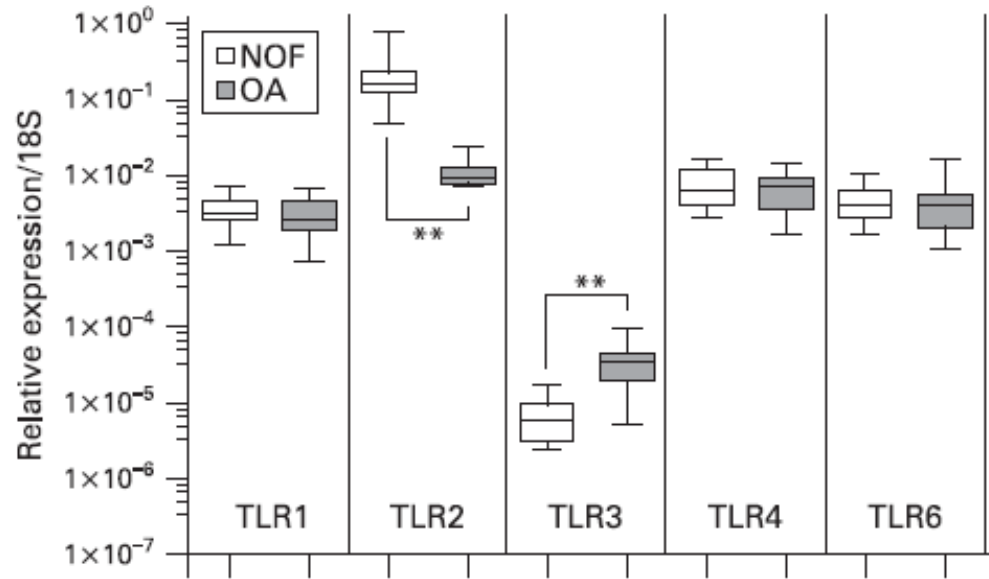 Relative expression/18S
1×10⁰
1×10⁻¹
1×10⁻²
1×10⁻³
1×10⁻⁴
1×10⁻⁵
1×10⁻⁶
1×10⁻⁷
NOF
OA
**
**
TLR1 TLR2 TLR3 TLR4 TLR6